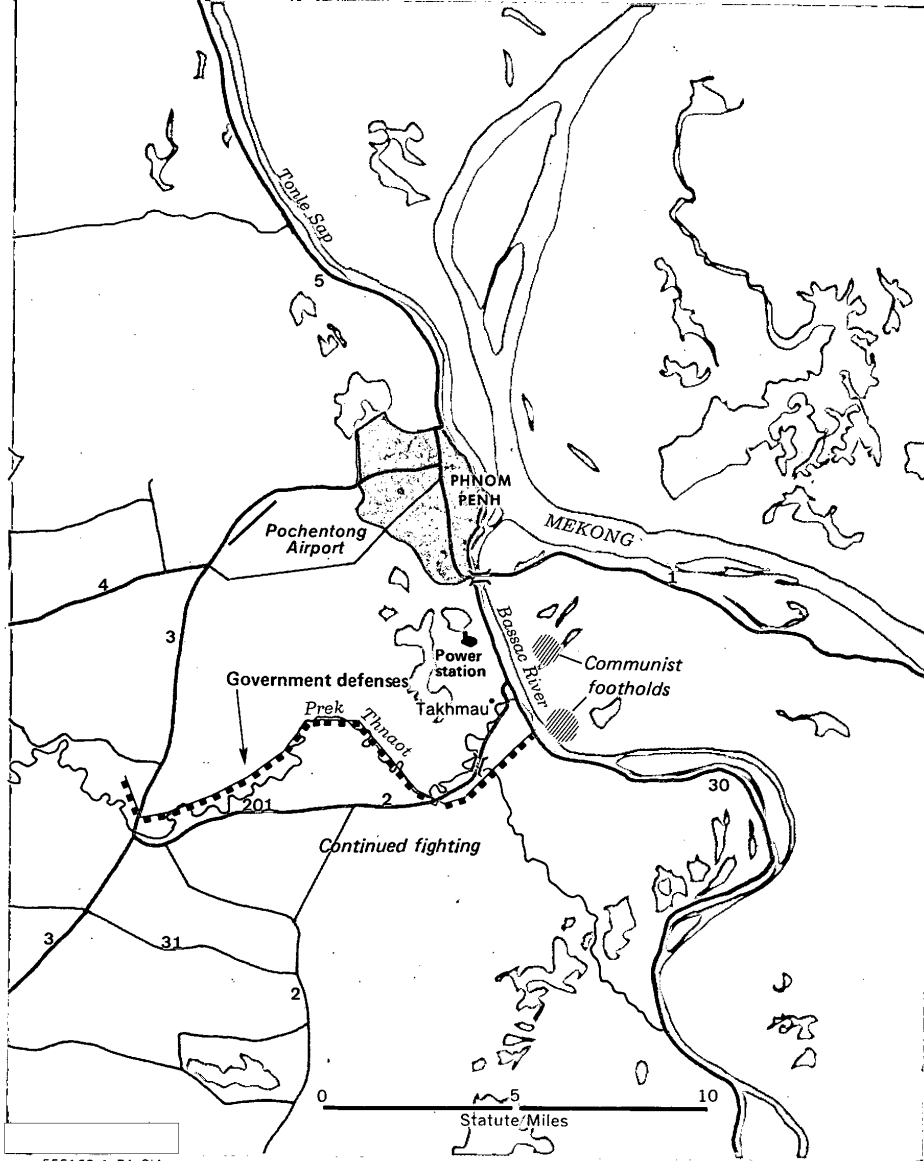 Tonle Sap
5
PHNOM
PENH
MEKONG
Pochentong
Airport
4
1
3
Bassac River
Power
station
Communist
footholds
Government defenses
Takhmau
Prek Thnaot
30
201
2
Continued fighting
3
31
2
0 5 10
Statute Miles